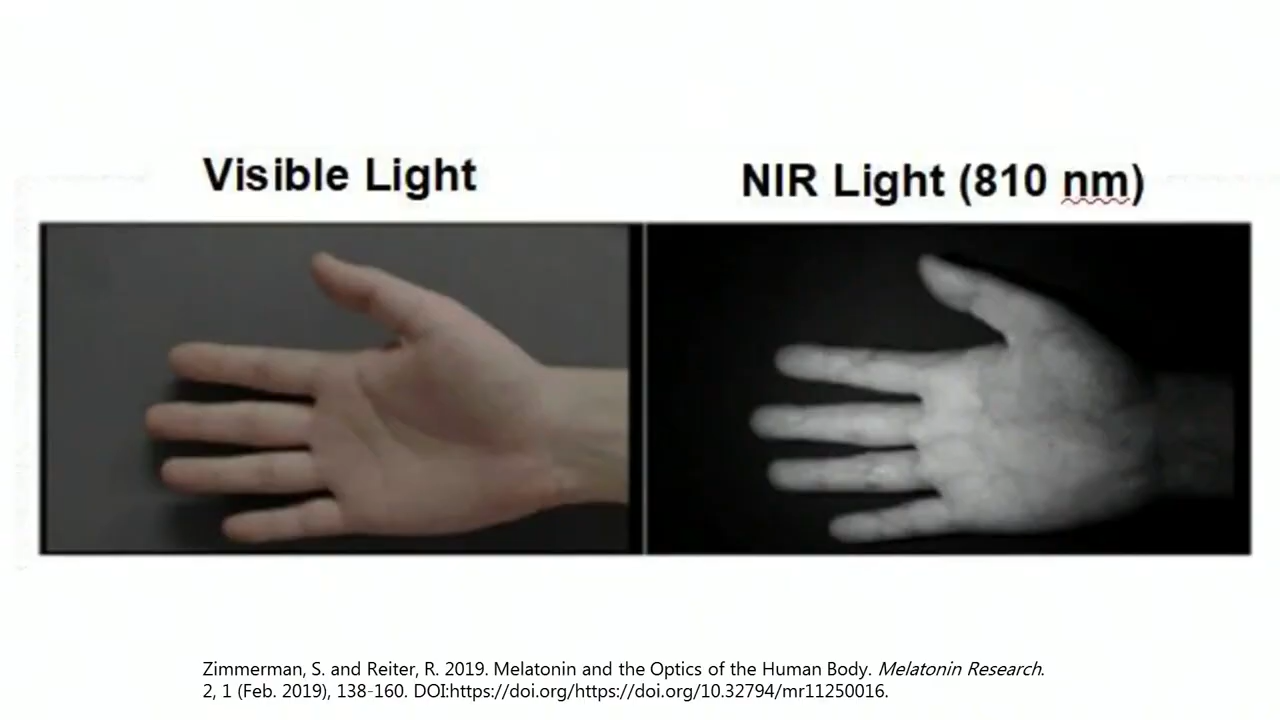 Visible Light
NIR Light (810 nm)
Zimmerman, S. and Reiter, R. 2019. Melatonin and the Optics of the Human Body. Melatonin Research.
2, 1 (Feb. 2019), 138-160. DOI:https://doi.org/https://doi.org/10.32794/mr11250016.